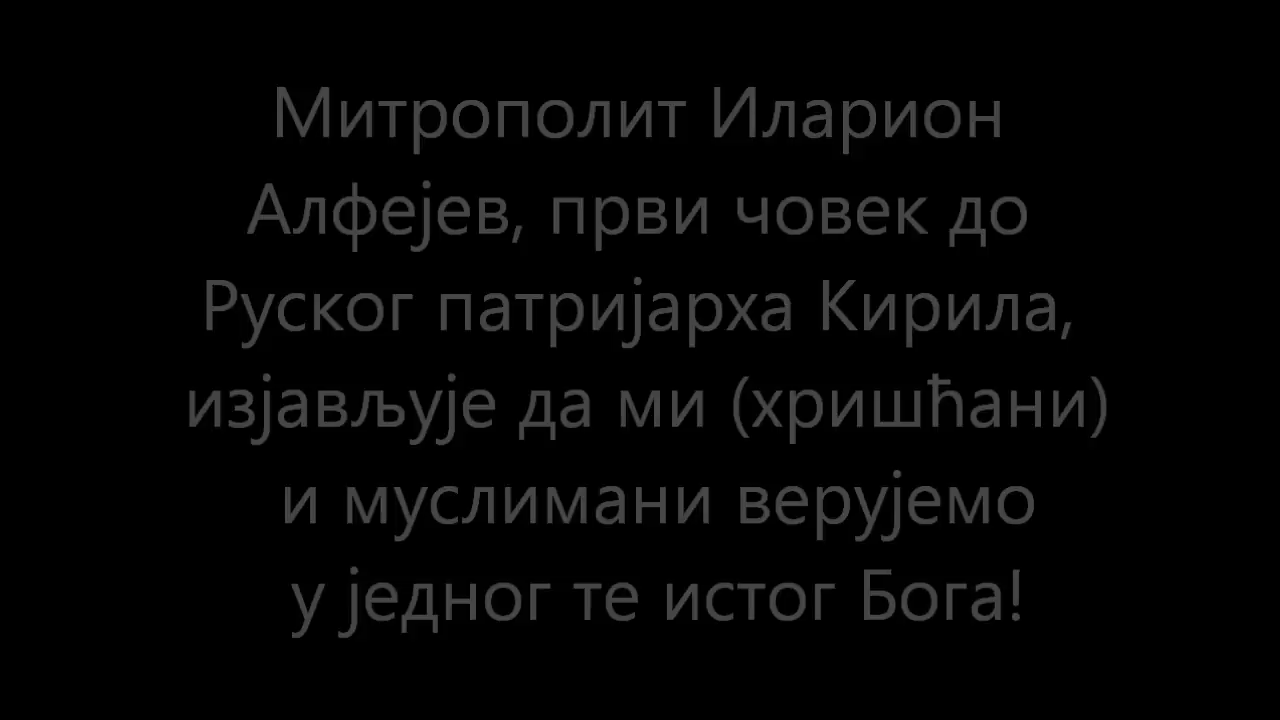 Митрополит Иларион
Алфејев, први човек до
Руског патријарха Кирила,
изјављује да ми (хришћани)
и муслимани верујемо
у једног те истог Бога!